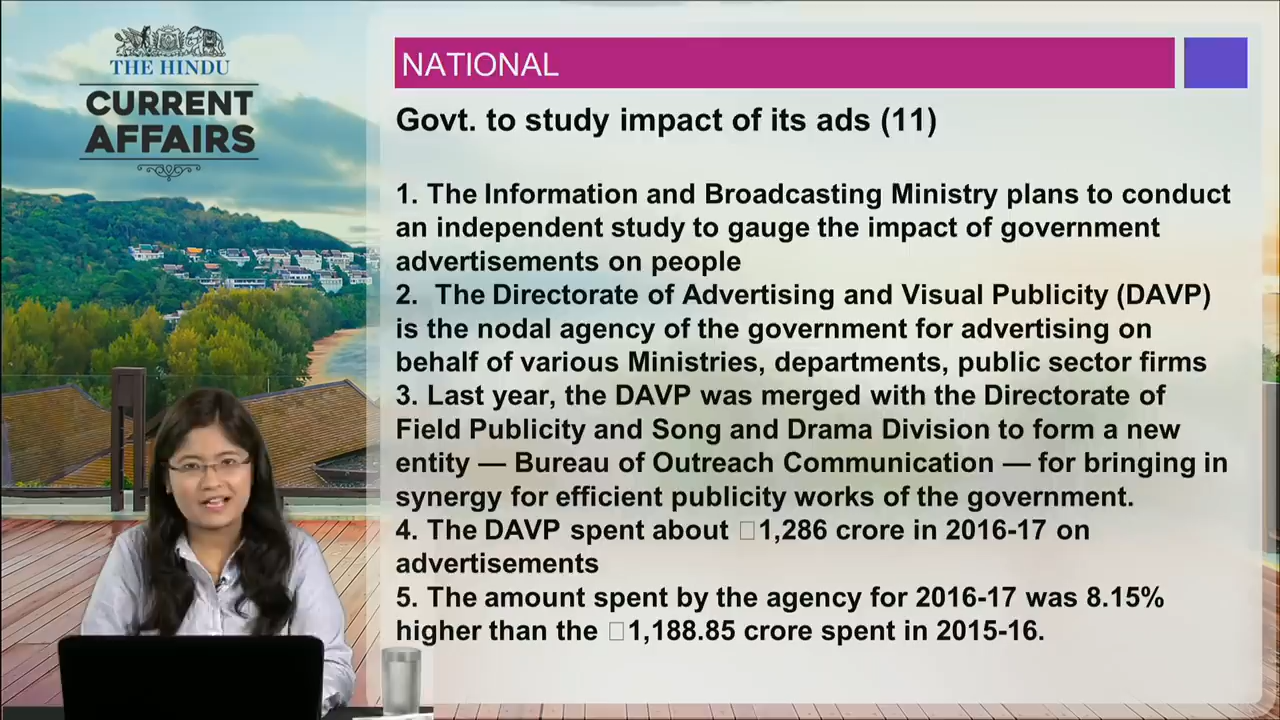 THE HINDU
CURRENT
AFFAIRS
NATIONAL
Govt. to study impact of its ads (11)
1. The Information and Broadcasting Ministry plans to conduct
an independent study to gauge the impact of government
advertisements on people
2. The Directorate of Advertising and Visual Publicity (DAVP)
is the nodal agency of the government for advertising on
behalf of various Ministries, departments, public sector firms
3. Last year, the DAVP was merged with the Directorate of
Field Publicity and Song and Drama Division to form a new
entity — Bureau of Outreach Communication — for bringing in
synergy for efficient publicity works of the government.
4. The DAVP spent about □1,286 crore in 2016-17 on
advertisements
5. The amount spent by the agency for 2016-17 was 8.15%
higher than the □1,188.85 crore spent in 2015-16.